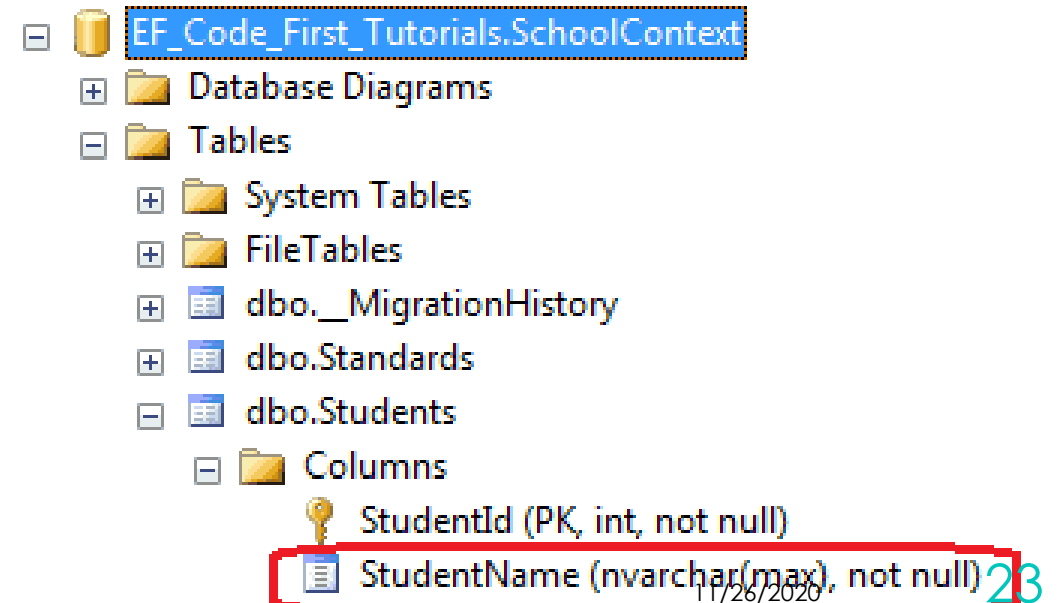 EF_Code_First_Tutorials.SchoolContext
Database Diagrams
Tables
System Tables
FileTables
dbo.__MigrationHistory
dbo.Standards
dbo.Students
Columns
StudentId (PK, int, not null)
StudentName (nvarchar(max), not null)
11/26/2020
23